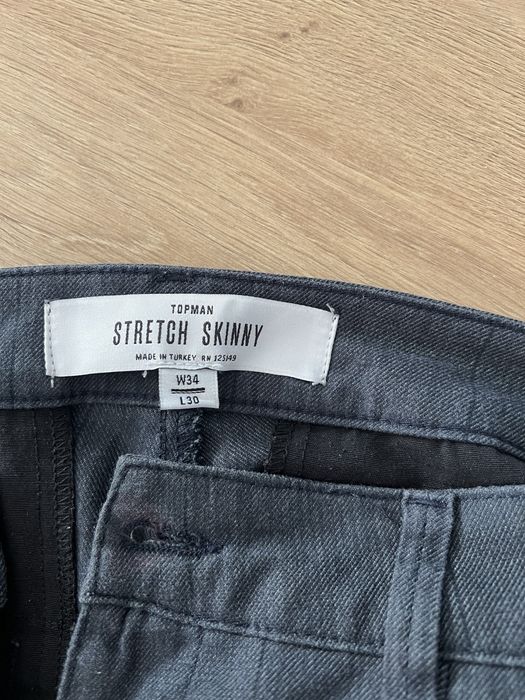 TOPMAN
STRETCH SKINNY
MADE IN TURKEY RN 125149
W34
L30